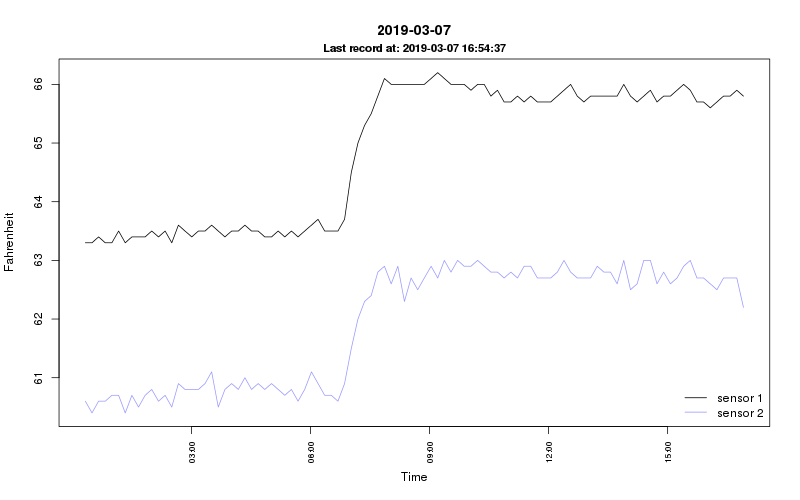 2019-03-07
Last record at: 2019-03-07 16:54:37
Fahrenheit
66
65
64
63
62
61
sensor 1
sensor 2
03:00
06:00
09:00
12:00
15:00
Time